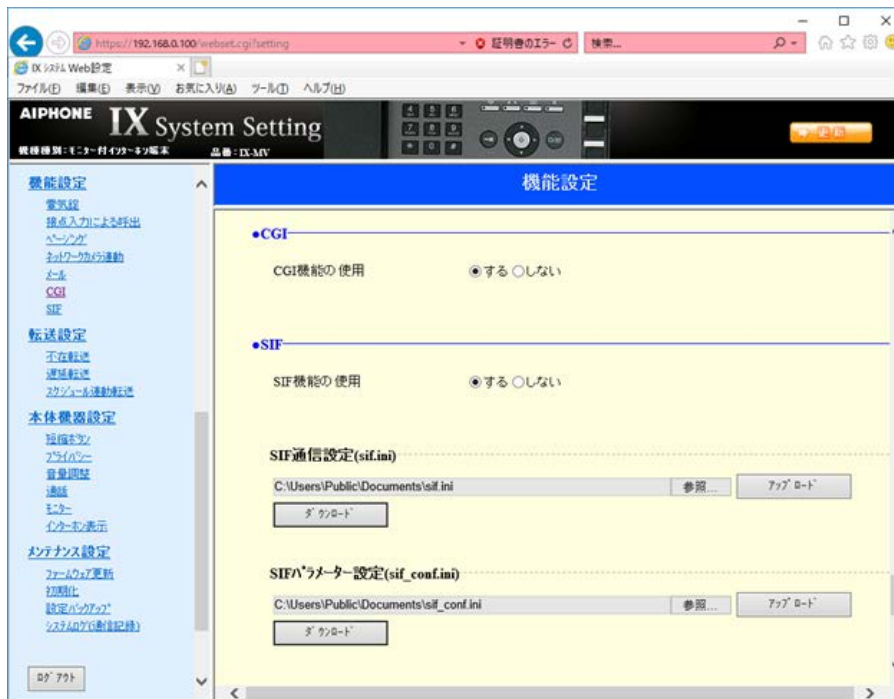 https://192.168.0.100/webset.cgi?setting
証明書のエラー
検索...
IX システム Web設定
ファイル(F) 編集(E) 表示(V) お気に入り(A) ツール(T) ヘルプ(H)
AIPHONE IX System Setting
機種種別:モニター付インターホン端末 品番:IX-MV
更新
機能設定
電気錠
接点入力による呼出
ページング
ネットワークカメラ連動
メール
CGI
SIF
転送設定
不在転送
遅延転送
スケジュール連動転送
本体機器設定
短縮ボタン
プライバシー
音量調整
通話
モニター
インターホン表示
メンテナンス設定
ファームウェア更新
初期化
設定バックアップ
システムログ(通信記録)
ログアウト
機能設定
●CGI
CGI機能の使用 ◉する○しない
●SIF
SIF機能の使用 ◉する○しない
SIF通信設定(sif.ini)
C:\Users\Public\Documents\sif.ini 参照... アップロード
ダウンロード
SIFパラメーター設定(sif_conf.ini)
C:\Users\Public\Documents\sif_conf.ini 参照... アップロード
ダウンロード